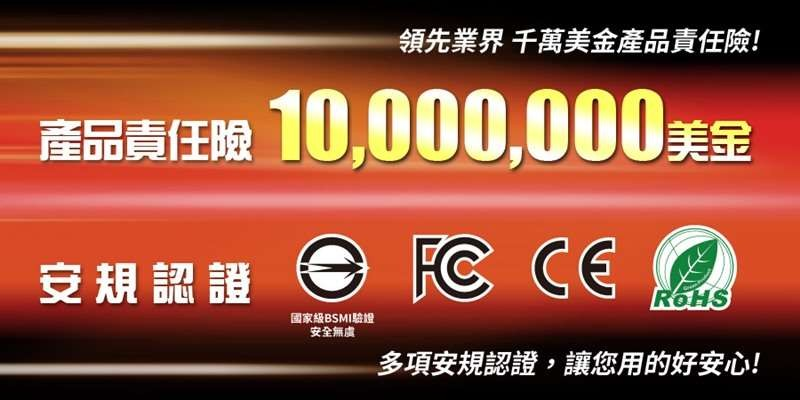 領先業界 千萬美金產品責任險!
產品責任險 10,000,000美金
安規認證
FC CE
RoHS
國家級BSMI驗證
安全無虞
多項安規認證，讓您用的好安心!